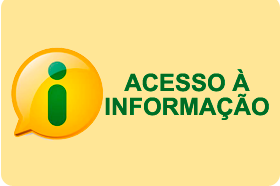 ACESSO À
INFORMAÇÃO